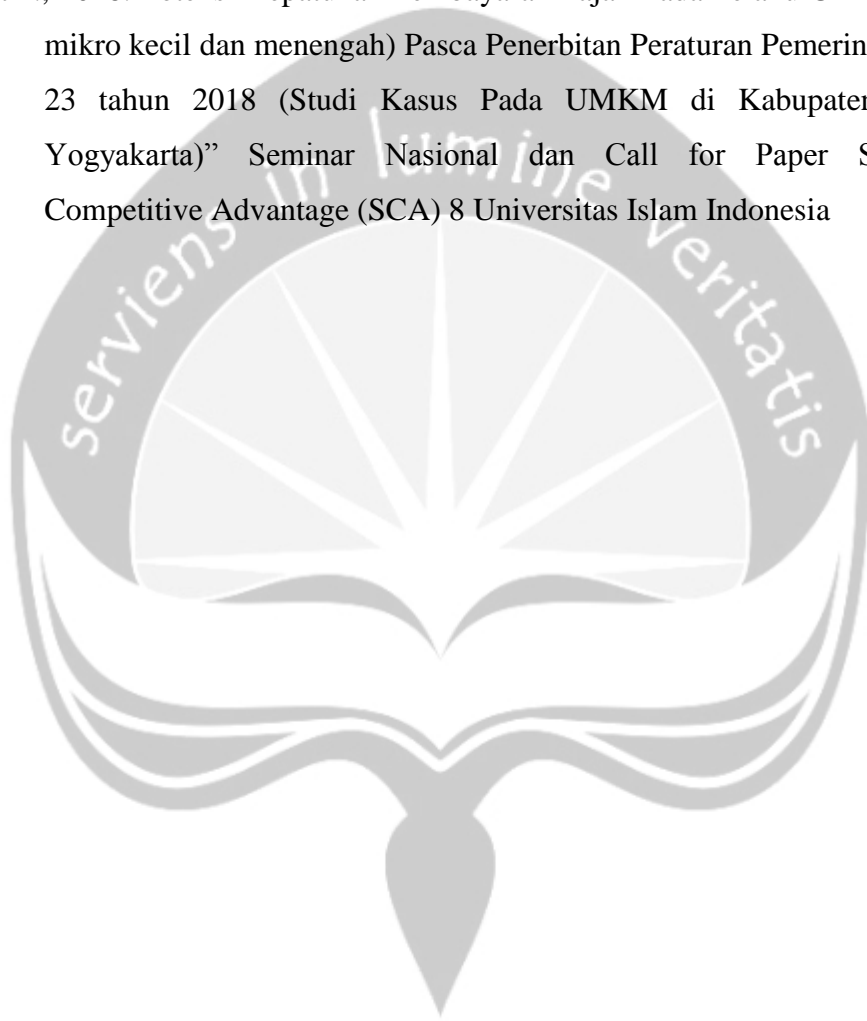 mikro kecil dan menengah) Pasca Penerbitan Peraturan Pemerin
23 tahun 2018 (Studi Kasus Pada UMKM di Kabupaten
Yogyakarta)” Seminar Nasional dan Call for Paper S
Competitive Advantage (SCA) 8 Universitas Islam Indonesia
serviens in lumine veritatis